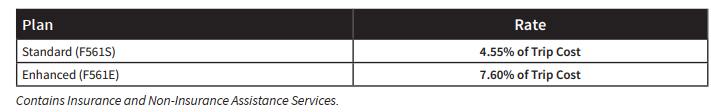 Plan Rate
Standard (F561S) 4.55% of Trip Cost
Enhanced (F561E) 7.60% of Trip Cost
Contains Insurance and Non-Insurance Assistance Services.